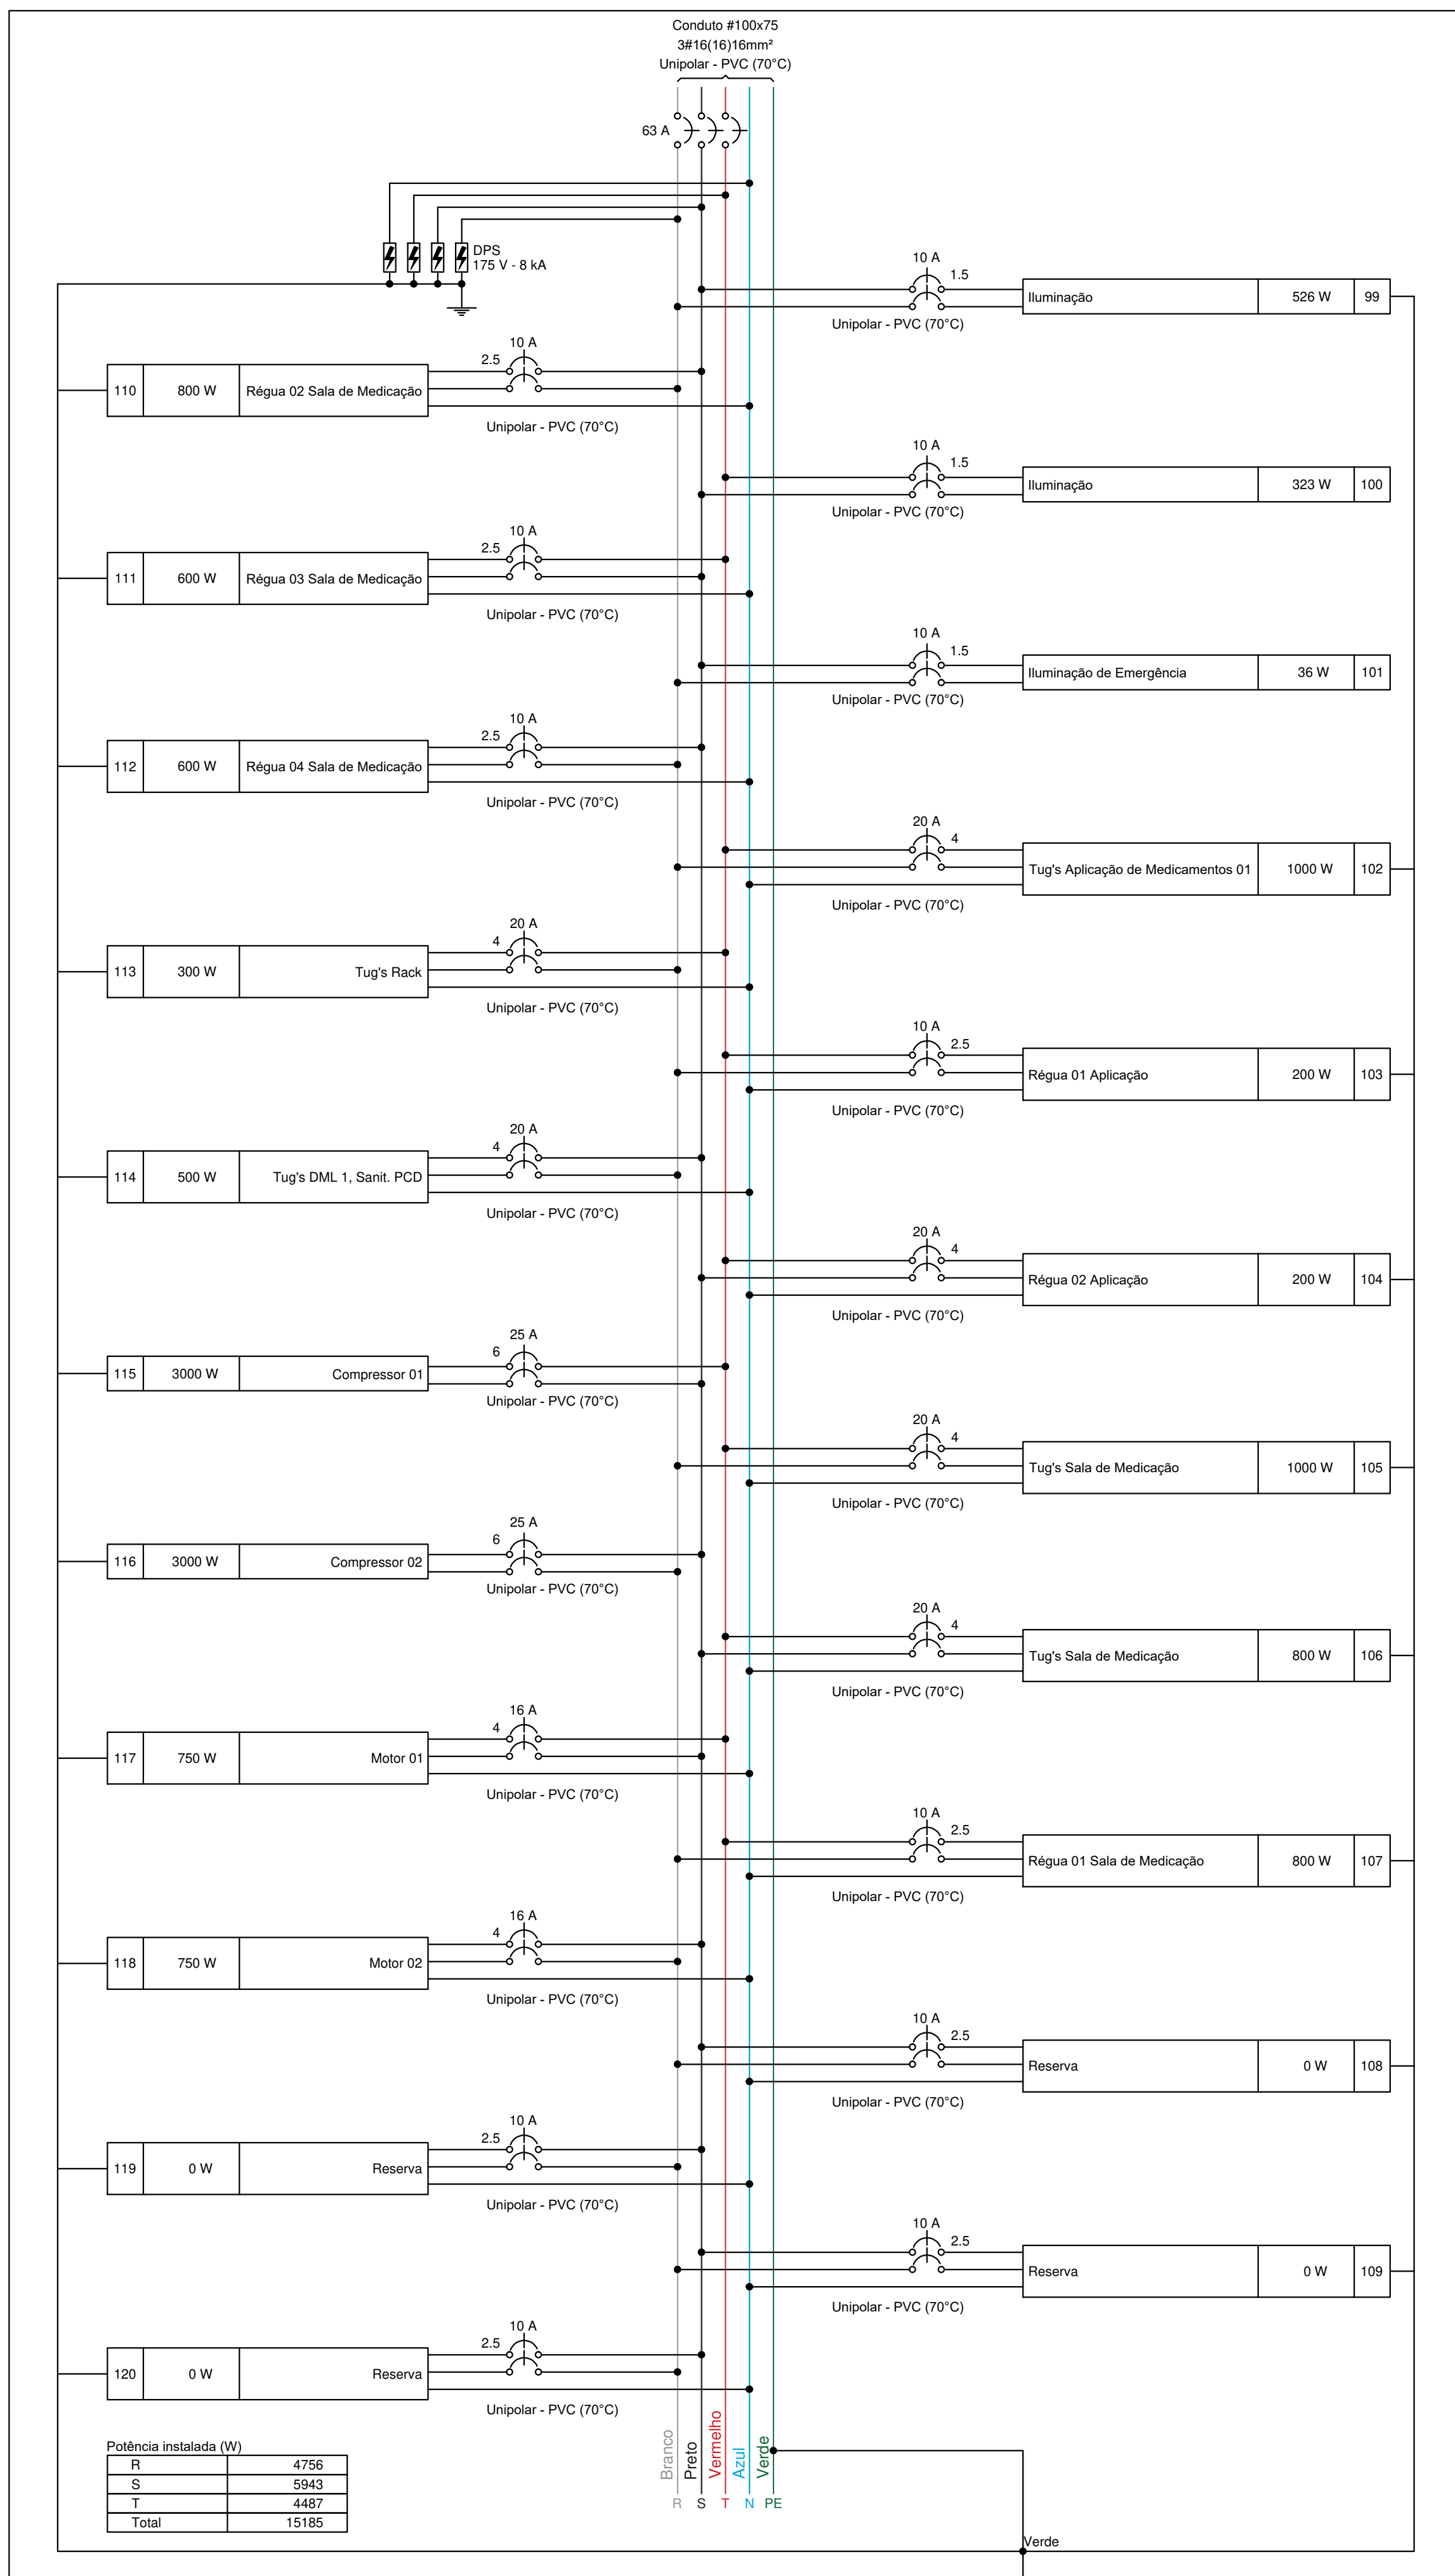 Conduto #100x75
3#16(16)16mm²
Unipolar - PVC (70°C)
63 A
DPS
175 V - 8 kA
10 A
1.5
Iluminação 526 W 99
Unipolar - PVC (70°C)
10 A
2.5
110 800 W Régua 02 Sala de Medicação
Unipolar - PVC (70°C)
10 A
1.5
Iluminação 323 W 100
Unipolar - PVC (70°C)
10 A
2.5
111 600 W Régua 03 Sala de Medicação
Unipolar - PVC (70°C)
10 A
1.5
Iluminação de Emergência 36 W 101
Unipolar - PVC (70°C)
10 A
2.5
112 600 W Régua 04 Sala de Medicação
Unipolar - PVC (70°C)
20 A
4
Tug's Aplicação de Medicamentos 01 1000 W 102
Unipolar - PVC (70°C)
20 A
4
113 300 W Tug's Rack
Unipolar - PVC (70°C)
10 A
2.5
Régua 01 Aplicação 200 W 103
Unipolar - PVC (70°C)
20 A
4
114 500 W Tug's DML 1, Sanit. PCD
Unipolar - PVC (70°C)
20 A
4
Régua 02 Aplicação 200 W 104
Unipolar - PVC (70°C)
25 A
6
115 3000 W Compressor 01
Unipolar - PVC (70°C)
20 A
4
Tug's Sala de Medicação 1000 W 105
Unipolar - PVC (70°C)
25 A
6
116 3000 W Compressor 02
Unipolar - PVC (70°C)
20 A
4
Tug's Sala de Medicação 800 W 106
Unipolar - PVC (70°C)
16 A
4
117 750 W Motor 01
Unipolar - PVC (70°C)
10 A
2.5
Régua 01 Sala de Medicação 800 W 107
Unipolar - PVC (70°C)
16 A
4
118 750 W Motor 02
Unipolar - PVC (70°C)
10 A
2.5
Reserva 0 W 108
Unipolar - PVC (70°C)
10 A
2.5
119 0 W Reserva
Unipolar - PVC (70°C)
10 A
2.5
Reserva 0 W 109
Unipolar - PVC (70°C)
10 A
2.5
120 0 W Reserva
Unipolar - PVC (70°C)
Potência instalada (W)
R 4756
S 5943
T 4487
Total 15185
Branco
Preto
Vermelho
Azul
Verde
R S T N PE
Verde